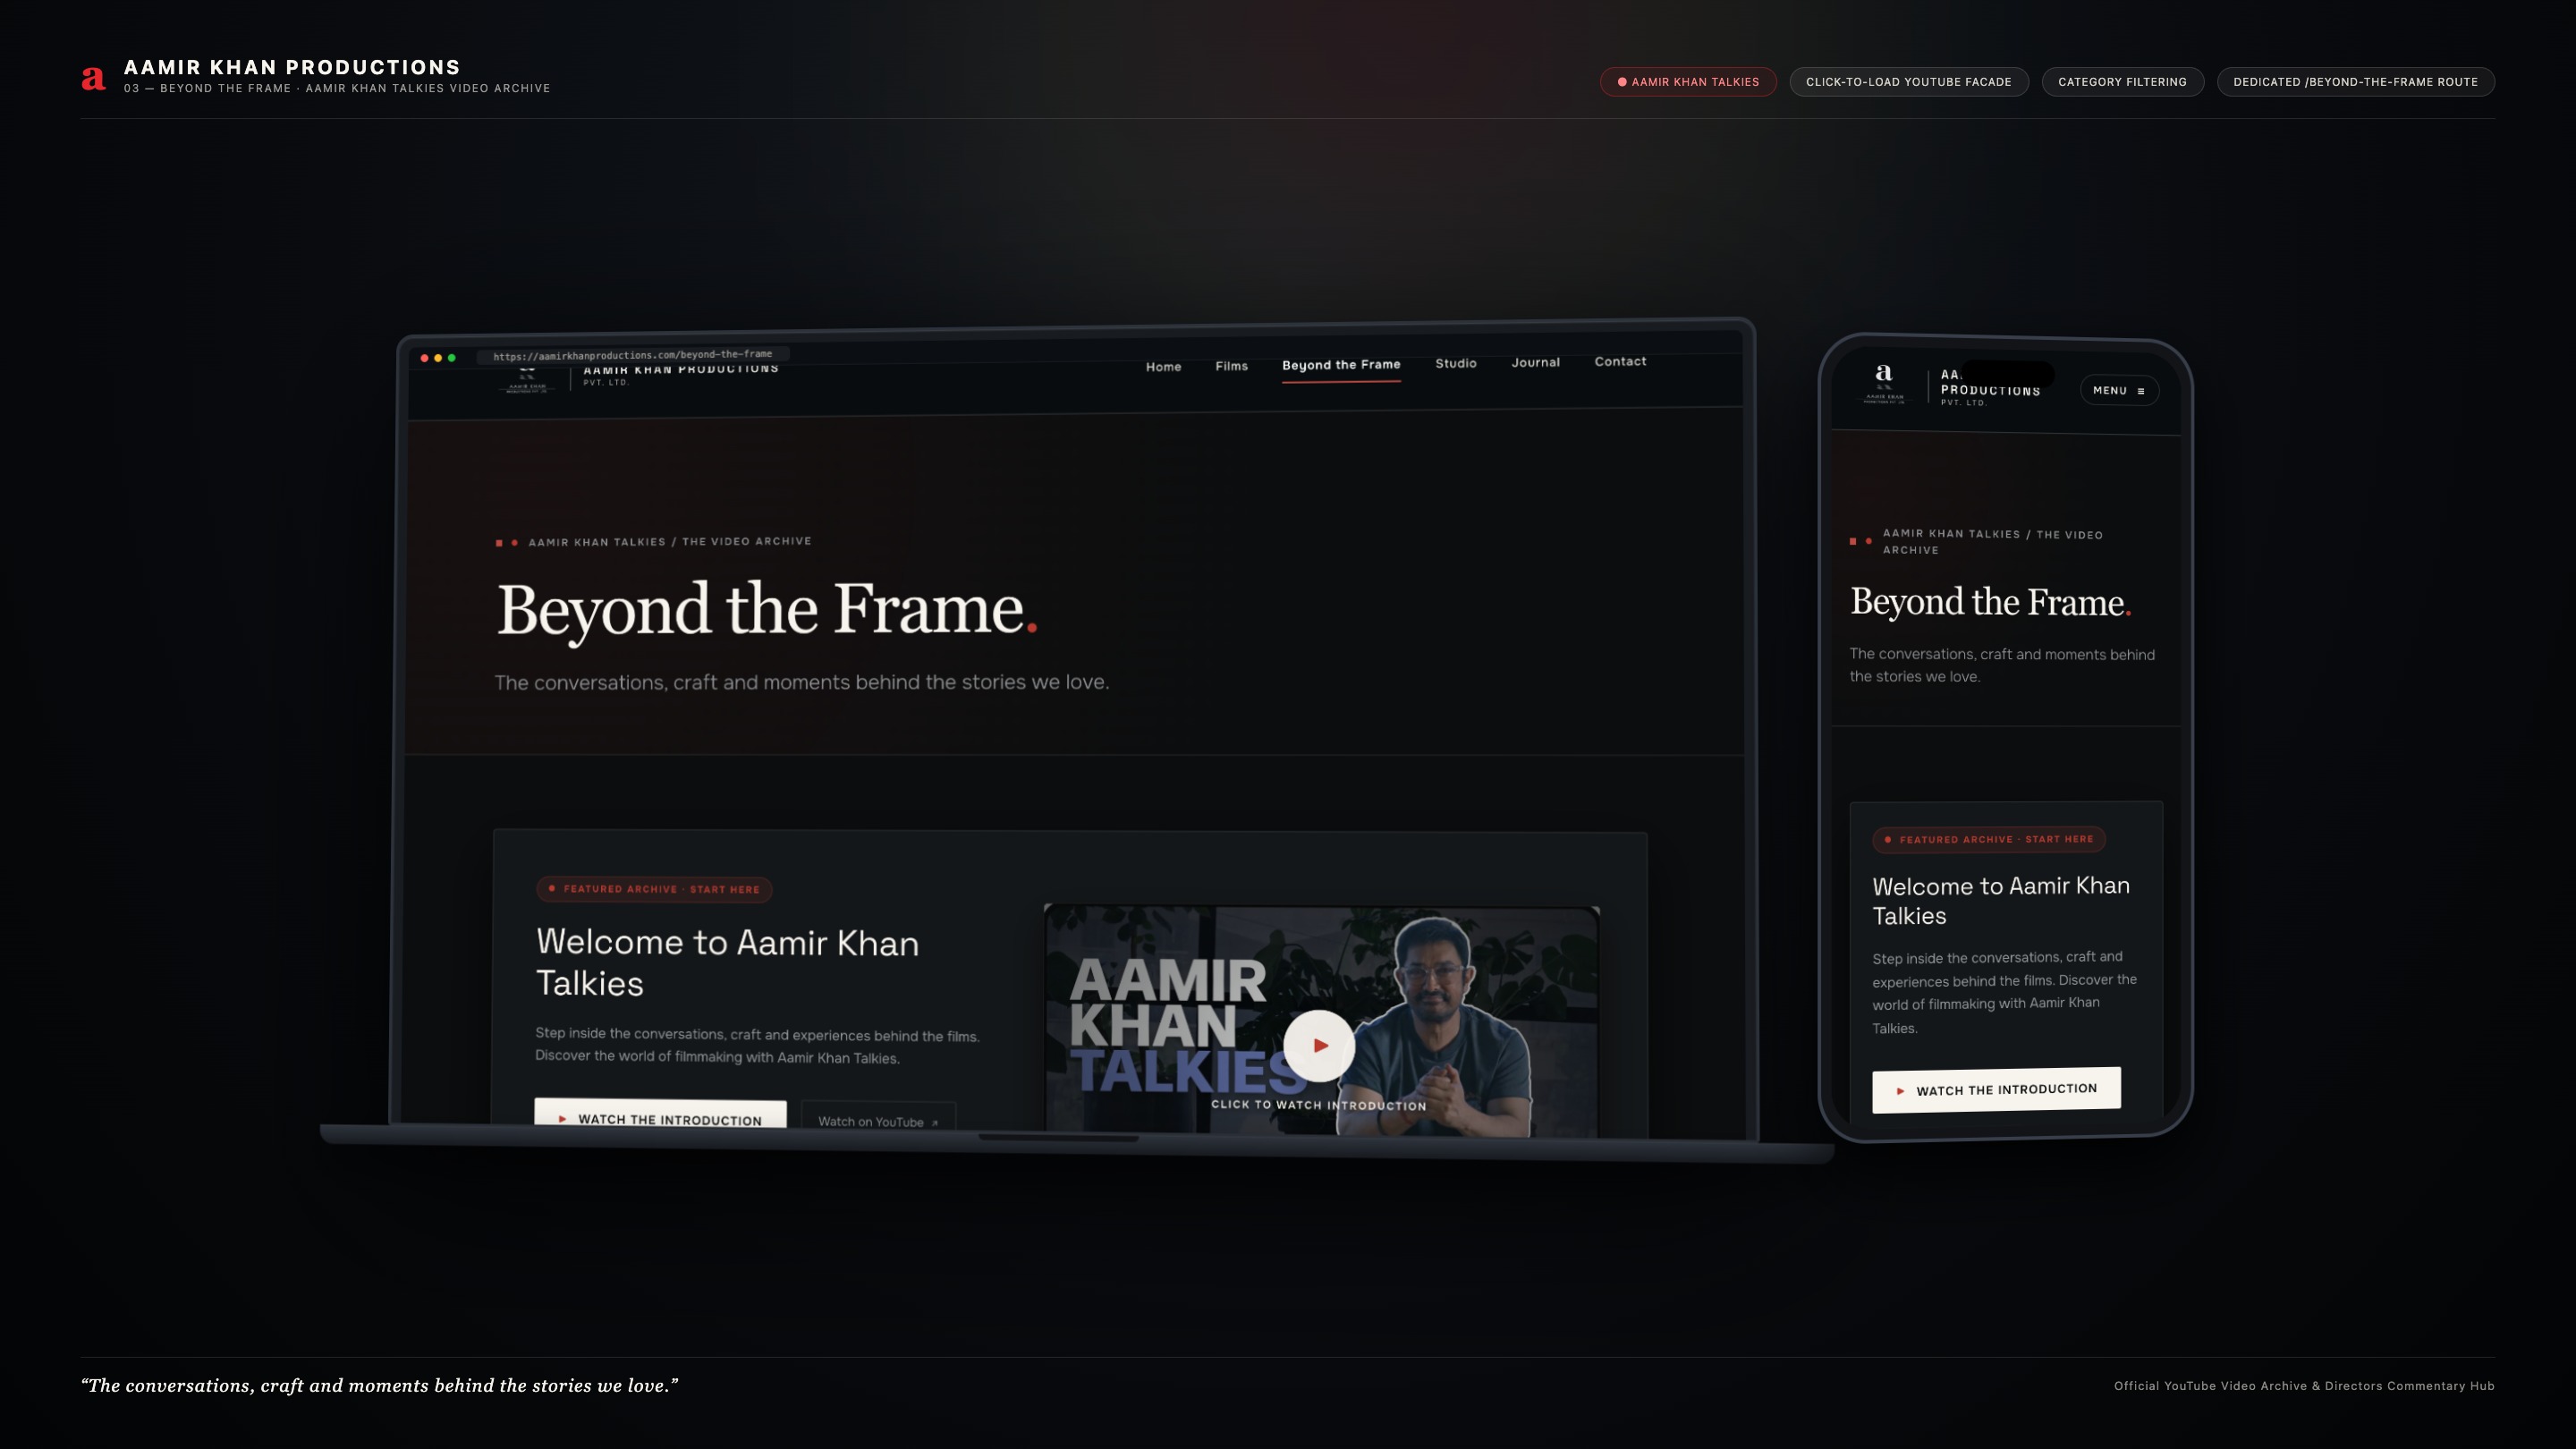 a
AAMIR KHAN PRODUCTIONS
03 — BEYOND THE FRAME · AAMIR KHAN TALKIES VIDEO ARCHIVE
AAMIR KHAN TALKIES
CLICK-TO-LOAD YOUTUBE FACADE
CATEGORY FILTERING
DEDICATED /BEYOND-THE-FRAME ROUTE
https://aamirkhanproductions.com/beyond-the-frame
AAMIR KHAN PRODUCTIONS
PVT. LTD.
Home
Films
Beyond the Frame
Studio
Journal
Contact
AAMIR KHAN TALKIES / THE VIDEO ARCHIVE
Beyond the Frame.
The conversations, craft and moments behind the stories we love.
FEATURED ARCHIVE · START HERE
Welcome to Aamir Khan
Talkies
Step inside the conversations, craft and experiences behind the films.
Discover the world of filmmaking with Aamir Khan Talkies.
WATCH THE INTRODUCTION
Watch on YouTube ↗
AAMIR
KHAN
TALKIES
CLICK TO WATCH INTRODUCTION
a
AAMIR KHAN
PRODUCTIONS
PVT. LTD.
MENU ≡
AAMIR KHAN TALKIES / THE VIDEO
ARCHIVE
Beyond the Frame.
The conversations, craft and moments behind
the stories we love.
FEATURED ARCHIVE · START HERE
Welcome to Aamir Khan
Talkies
Step inside the conversations, craft and
experiences behind the films. Discover the
world of filmmaking with Aamir Khan
Talkies.
WATCH THE INTRODUCTION
“The conversations, craft and moments behind the stories we love.”
Official YouTube Video Archive & Directors Commentary Hub